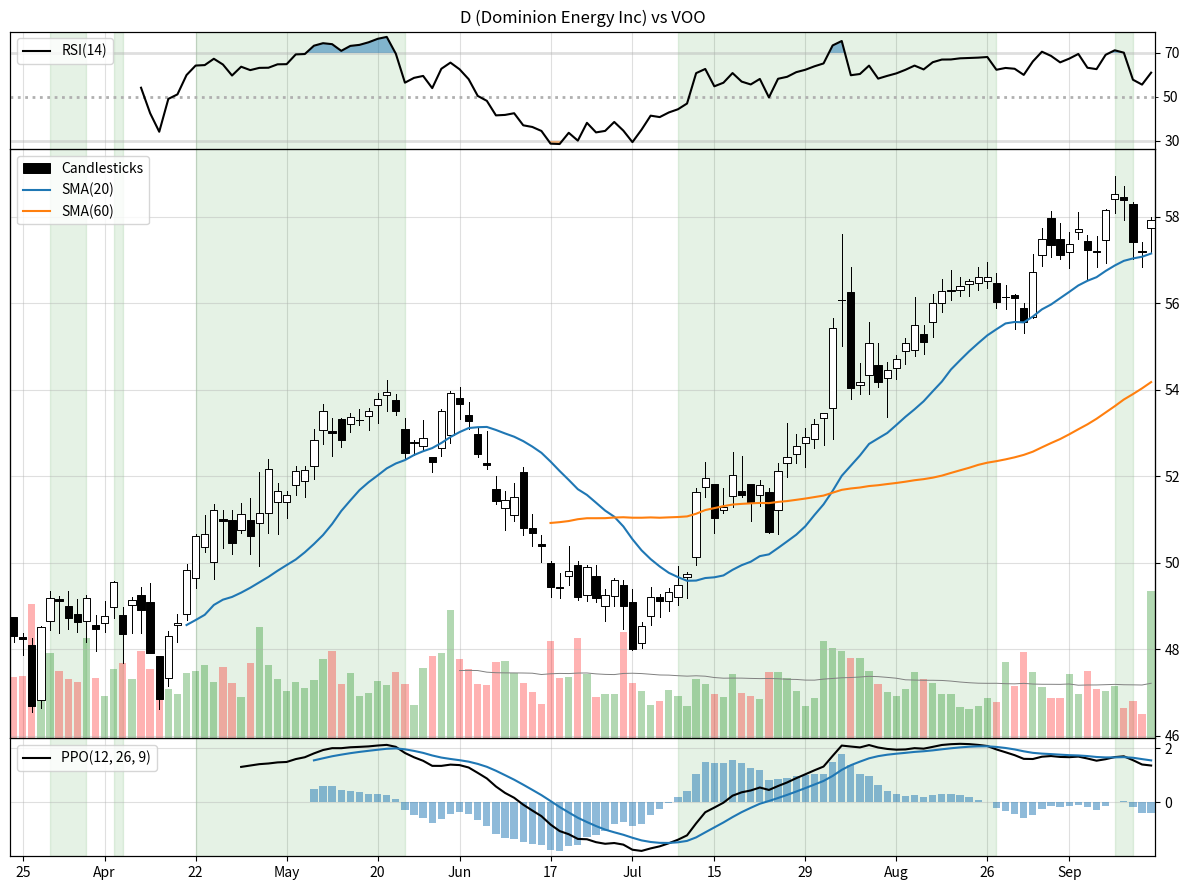 D (Dominion Energy Inc) vs VOO
RSI(14)
70
50
30
Candlesticks
SMA(20)
SMA(60)
58
56
54
52
50
48
46
PPO(12, 26, 9)
2
0
25 Apr 22 May 20 Jun 17 Jul 15 29 Aug 26 Sep